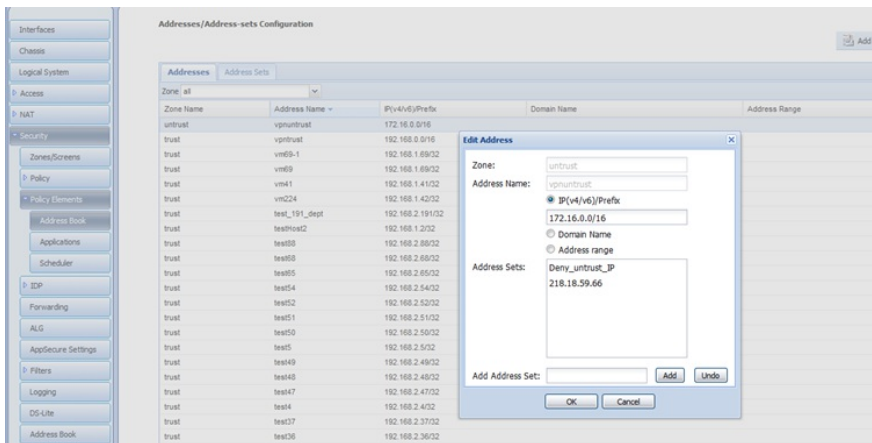 Addresses/Address-sets Configuration
Add
Interfaces
Chassis
Logical System
Access
NAT
Security
Zones/Screens
Policy
Policy Elements
Address Book
Applications
Scheduler
IDP
Forwarding
ALG
AppSecure Settings
Filters
Logging
DS-Lite
Address Book
Addresses Address Sets
Zone all
Zone Name Address Name IP(v4/v6)/Prefix Domain Name Address Range
untrust vpnuntrust 172.16.0.0/16
trust vpntrust 192.168.0.0/16
trust vm69-1 192.168.1.69/32
trust vm69 192.168.1.69/32
trust vm41 192.168.1.41/32
trust vm224 192.168.1.42/32
trust test_191_dept 192.168.2.191/32
trust testHost2 192.168.1.2/32
trust test88 192.168.2.88/32
trust test68 192.168.2.68/32
trust test65 192.168.2.65/32
trust test54 192.168.2.54/32
trust test52 192.168.2.52/32
trust test51 192.168.2.51/32
trust test50 192.168.2.50/32
trust test5 192.168.2.5/32
trust test49 192.168.2.49/32
trust test48 192.168.2.48/32
trust test47 192.168.2.47/32
trust test4 192.168.2.4/32
trust test37 192.168.2.37/32
trust test36 192.168.2.36/32
Edit Address
Zone: untrust
Address Name: vpnuntrust
IP(v4/v6)/Prefix
172.16.0.0/16
Domain Name
Address range
Address Sets: Deny_untrust_IP
218.18.59.66
Add Address Set: Add Undo
OK Cancel